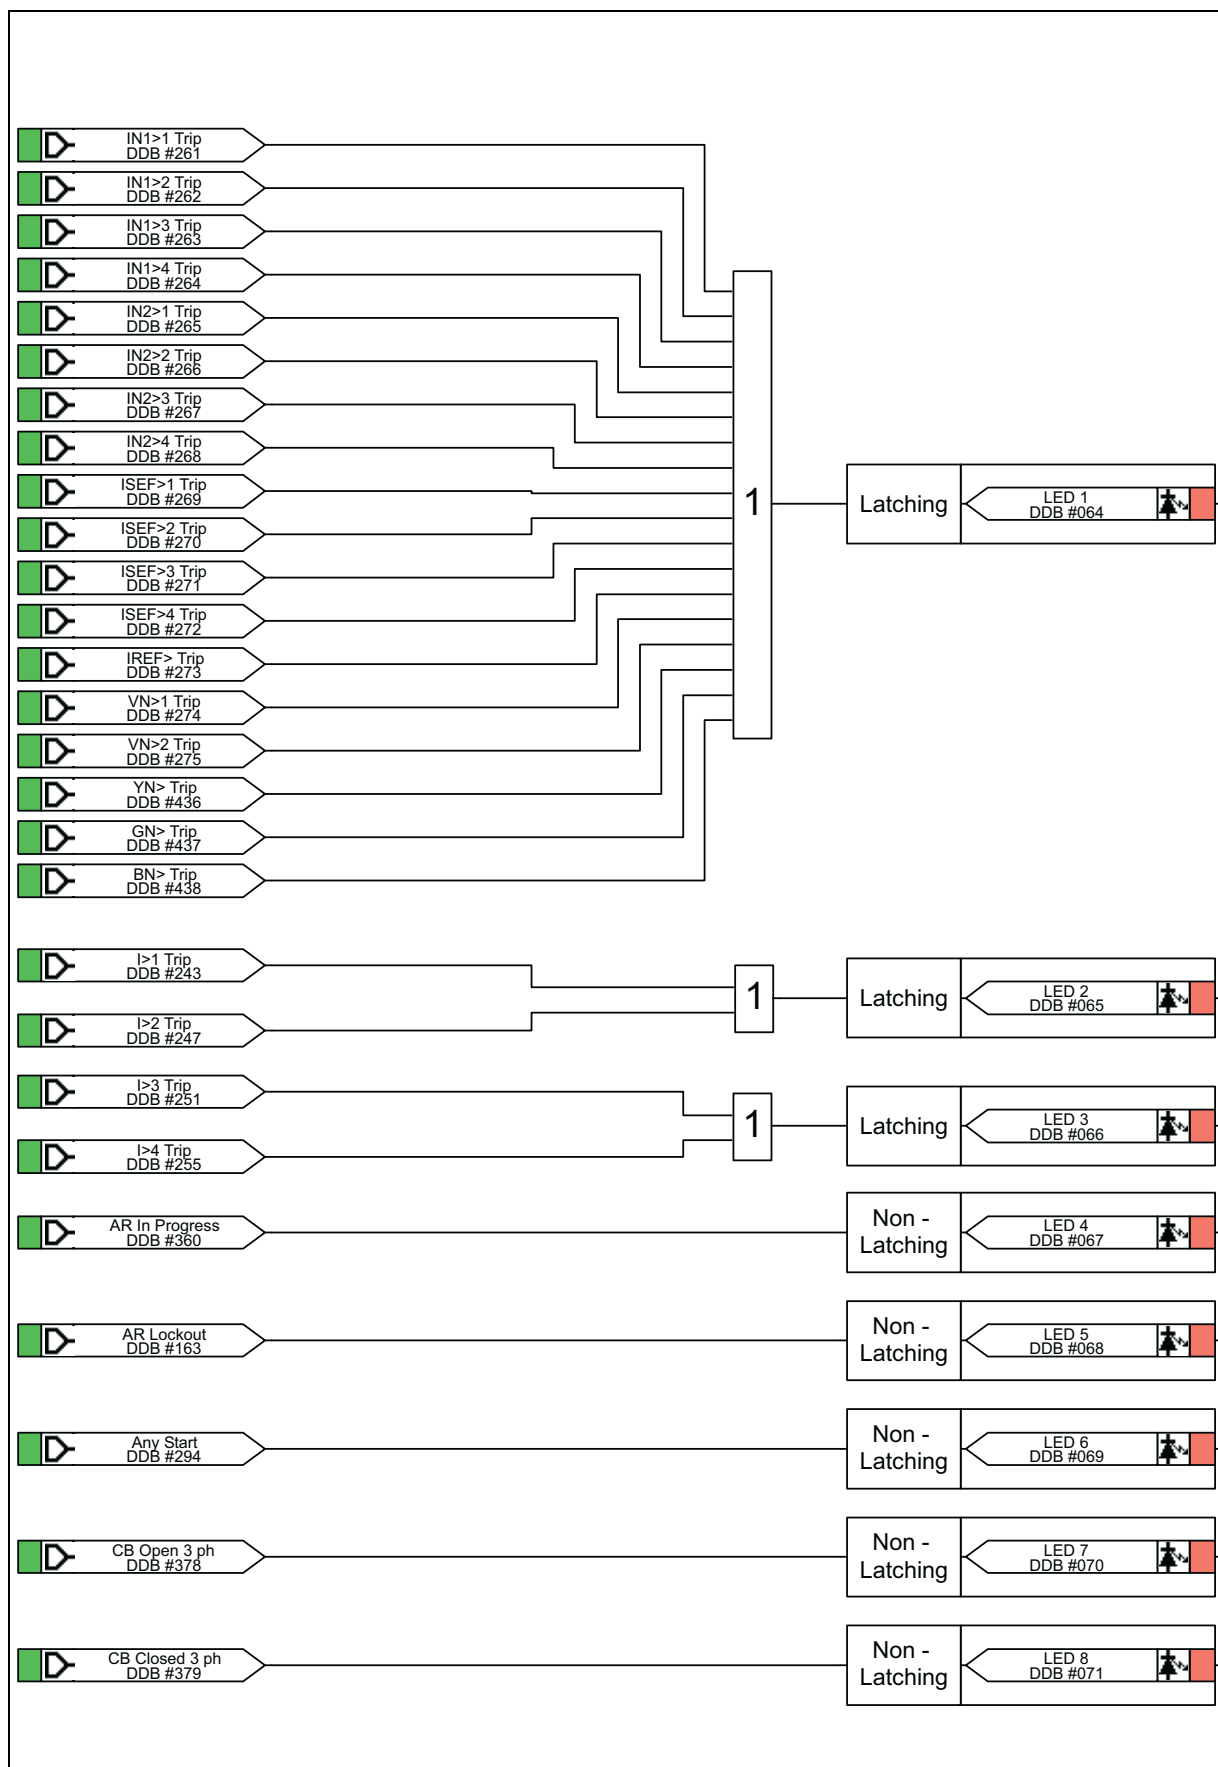 IN1>1 Trip
DDB #261
IN1>2 Trip
DDB #262
IN1>3 Trip
DDB #263
IN1>4 Trip
DDB #264
IN2>1 Trip
DDB #265
IN2>2 Trip
DDB #266
IN2>3 Trip
DDB #267
IN2>4 Trip
DDB #268
ISEF>1 Trip
DDB #269
ISEF>2 Trip
DDB #270
ISEF>3 Trip
DDB #271
ISEF>4 Trip
DDB #272
IREF> Trip
DDB #273
VN>1 Trip
DDB #274
VN>2 Trip
DDB #275
YN> Trip
DDB #436
GN> Trip
DDB #437
BN> Trip
DDB #438
1
Latching
LED 1
DDB #064
I>1 Trip
DDB #243
I>2 Trip
DDB #247
1
Latching
LED 2
DDB #065
I>3 Trip
DDB #251
I>4 Trip
DDB #255
1
Latching
LED 3
DDB #066
AR In Progress
DDB #360
Non -
Latching
LED 4
DDB #067
AR Lockout
DDB #163
Non -
Latching
LED 5
DDB #068
Any Start
DDB #294
Non -
Latching
LED 6
DDB #069
CB Open 3 ph
DDB #378
Non -
Latching
LED 7
DDB #070
CB Closed 3 ph
DDB #379
Non -
Latching
LED 8
DDB #071